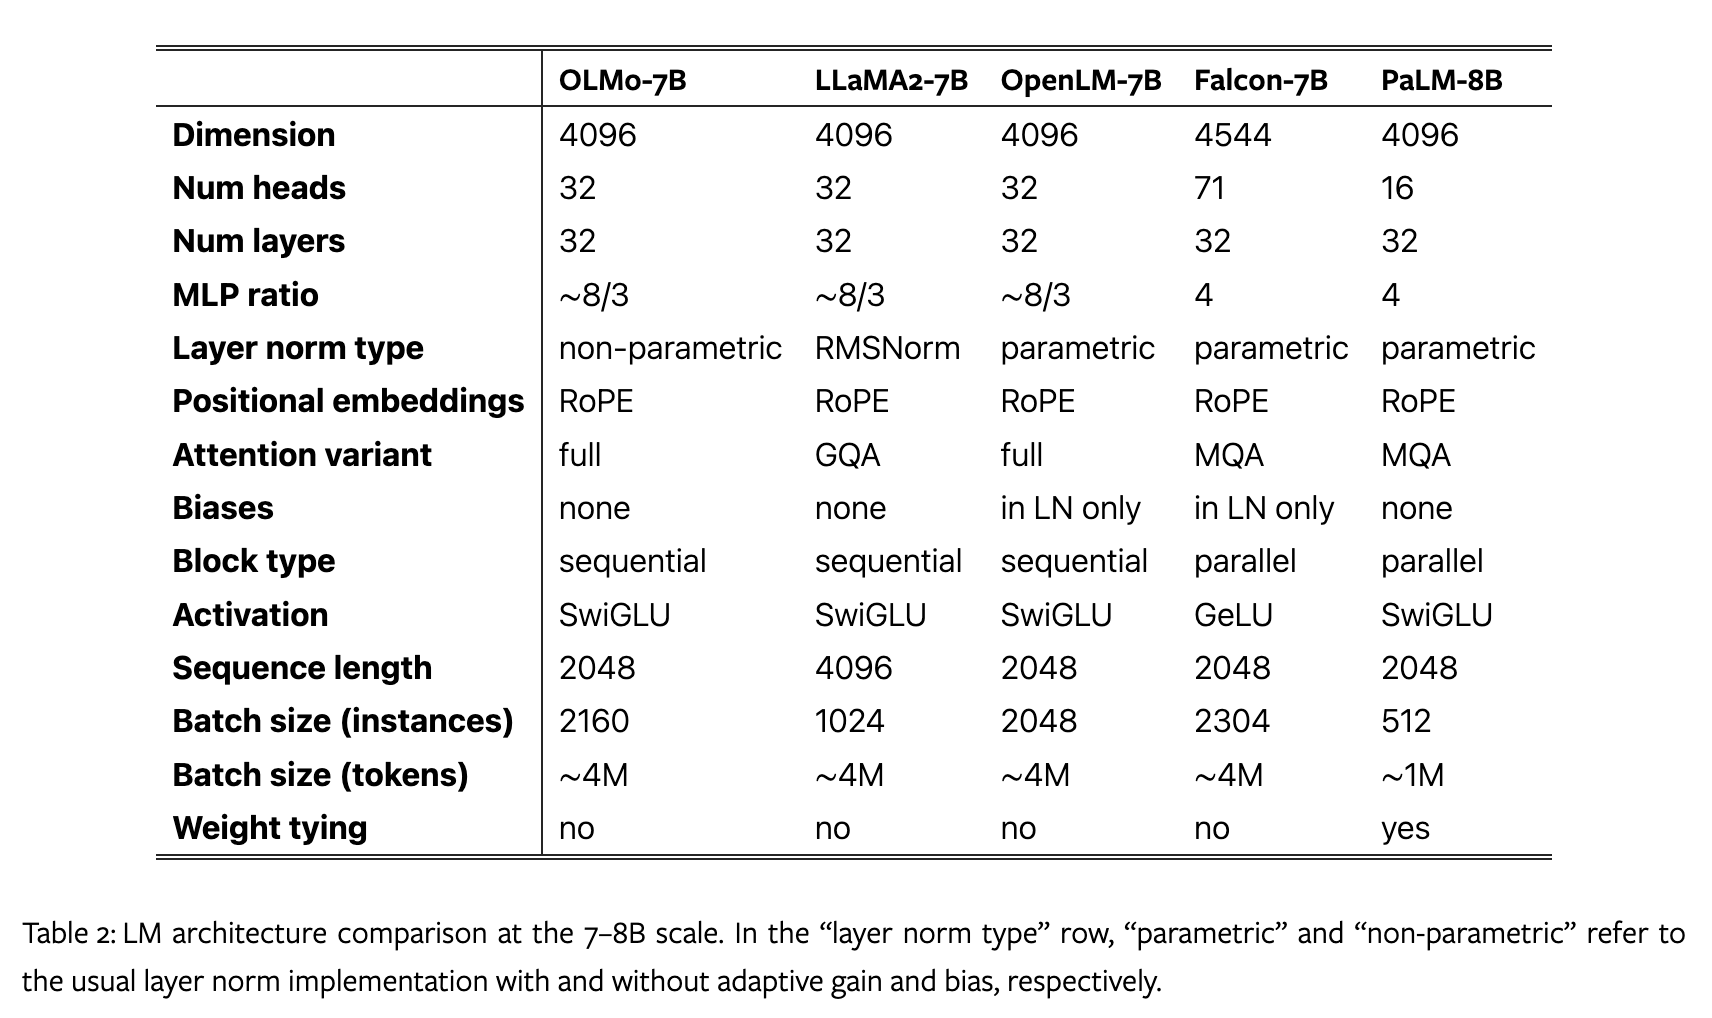 OLMo-7B LLaMA2-7B OpenLM-7B Falcon-7B PaLM-8B
Dimension 4096 4096 4096 4544 4096
Num heads 32 32 32 71 16
Num layers 32 32 32 32 32
MLP ratio ~8/3 ~8/3 ~8/3 4 4
Layer norm type non-parametric RMSNorm parametric parametric parametric
Positional embeddings RoPE RoPE RoPE RoPE RoPE
Attention variant full GQA full MQA MQA
Biases none none in LN only in LN only none
Block type sequential sequential sequential parallel parallel
Activation SwiGLU SwiGLU SwiGLU GeLU SwiGLU
Sequence length 2048 4096 2048 2048 2048
Batch size (instances) 2160 1024 2048 2304 512
Batch size (tokens) ~4M ~4M ~4M ~4M ~1M
Weight tying no no no no yes
Table 2: LM architecture comparison at the 7–8B scale. In the “layer norm type” row, “parametric” and “non-parametric” refer to
the usual layer norm implementation with and without adaptive gain and bias, respectively.